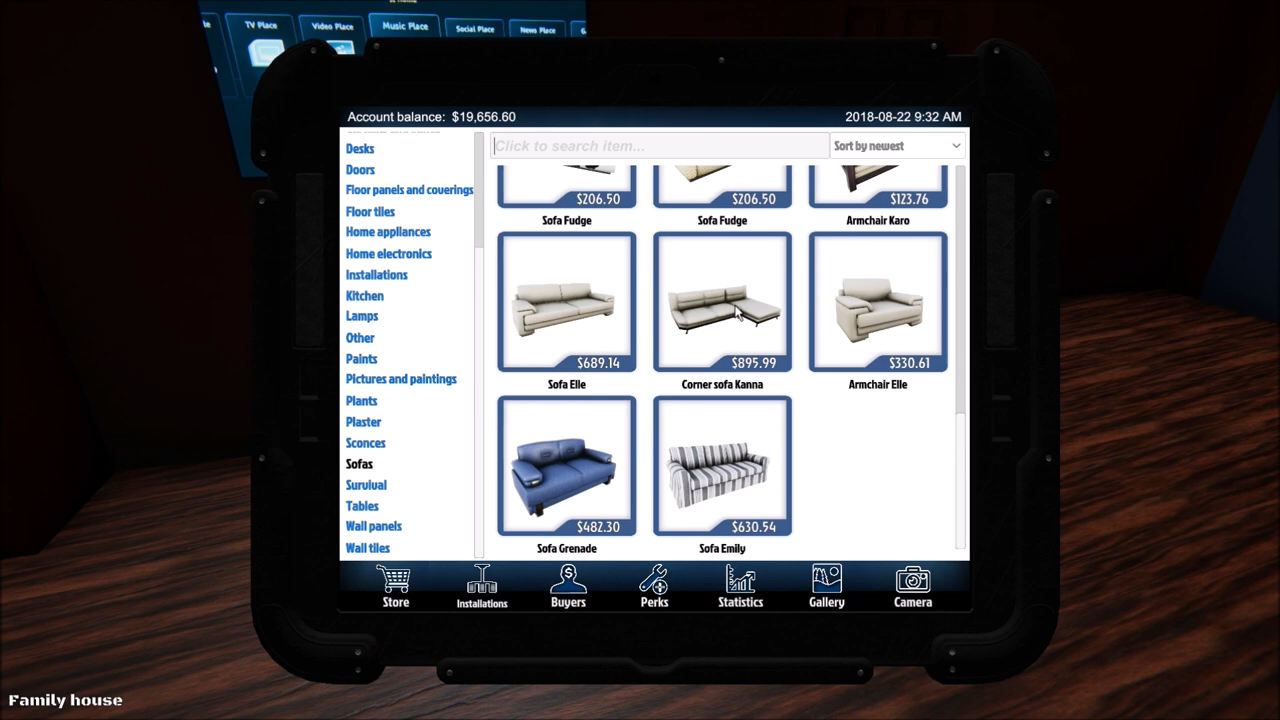 TV Place
Video Place
Music Place
Social Place
News Place
Account balance: $19,656.60
2018-08-22 9:32 AM
Click to search item...
Sort by newest
Desks
Doors
Floor panels and coverings
Floor tiles
Home appliances
Home electronics
Installations
Kitchen
Lamps
Other
Paints
Pictures and paintings
Plants
Plaster
Sconces
Sofas
Survival
Tables
Wall panels
Wall tiles
$206.50
$206.50
$123.76
Sofa Fudge
Sofa Fudge
Armchair Karo
$689.14
$895.99
$330.61
Sofa Elle
Corner sofa Kanna
Armchair Elle
$482.30
$630.54
Sofa Grenade
Sofa Emily
Store
Installations
Buyers
Perks
Statistics
Gallery
Camera
Family house